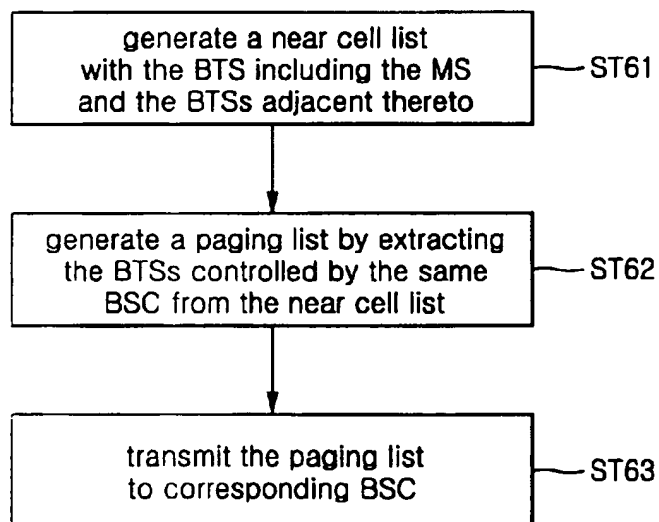 generate a near cell list
with the BTS including the MS
and the BTSs adjacent thereto
ST61
generate a paging list by extracting
the BTSs controlled by the same
BSC from the near cell list
ST62
transmit the paging list
to corresponding BSC
ST63